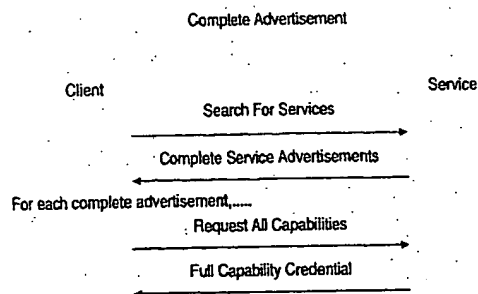 Complete Advertisement
Client
Service
Search For Services
Complete Service Advertisements
For each complete advertisement,.....
Request All Capabilities
Full Capability Credential